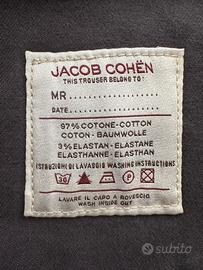 JACOB COHËN
THIS TROUSER BELONG TO:
MR.
DATE
97% COTONE-COTTON
COTON - BAUMWOLLE
3% ELASTAN - ELASTANE
ELASTHANNE - ELASTHAN
ISTRUZIONI DI LAVAGGIO WASHING INSTRUCTIONS
30 P
LAVARE IL CAPO A ROVESCIO
WASH INSIDE OUT
subito